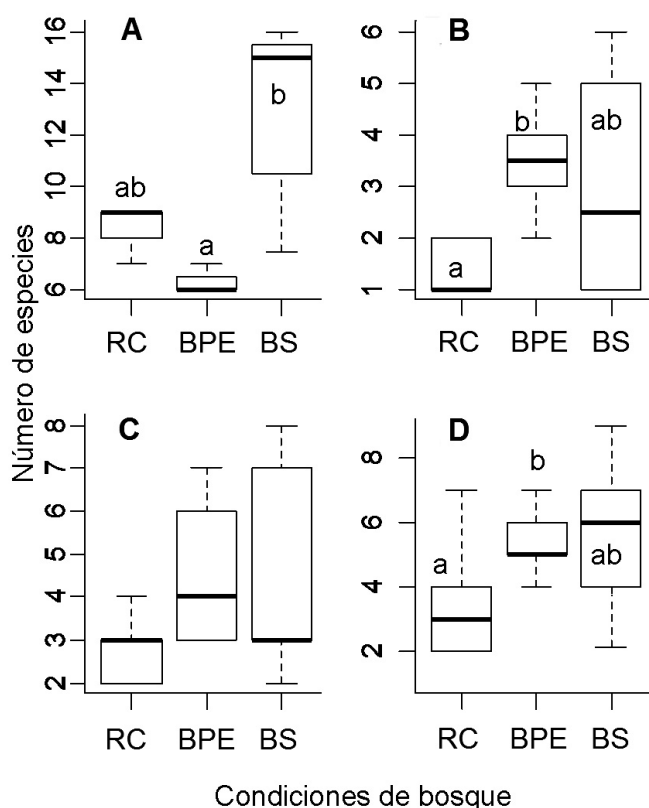 A
16
14
12
10
8
6
ab
a
b
RC BPE BS
B
6
5
4
3
2
1
a
b
ab
RC BPE BS
Número de especies
C
8
7
6
5
4
3
2
RC BPE BS
D
8
6
4
2
a
b
ab
RC BPE BS
Condiciones de bosque